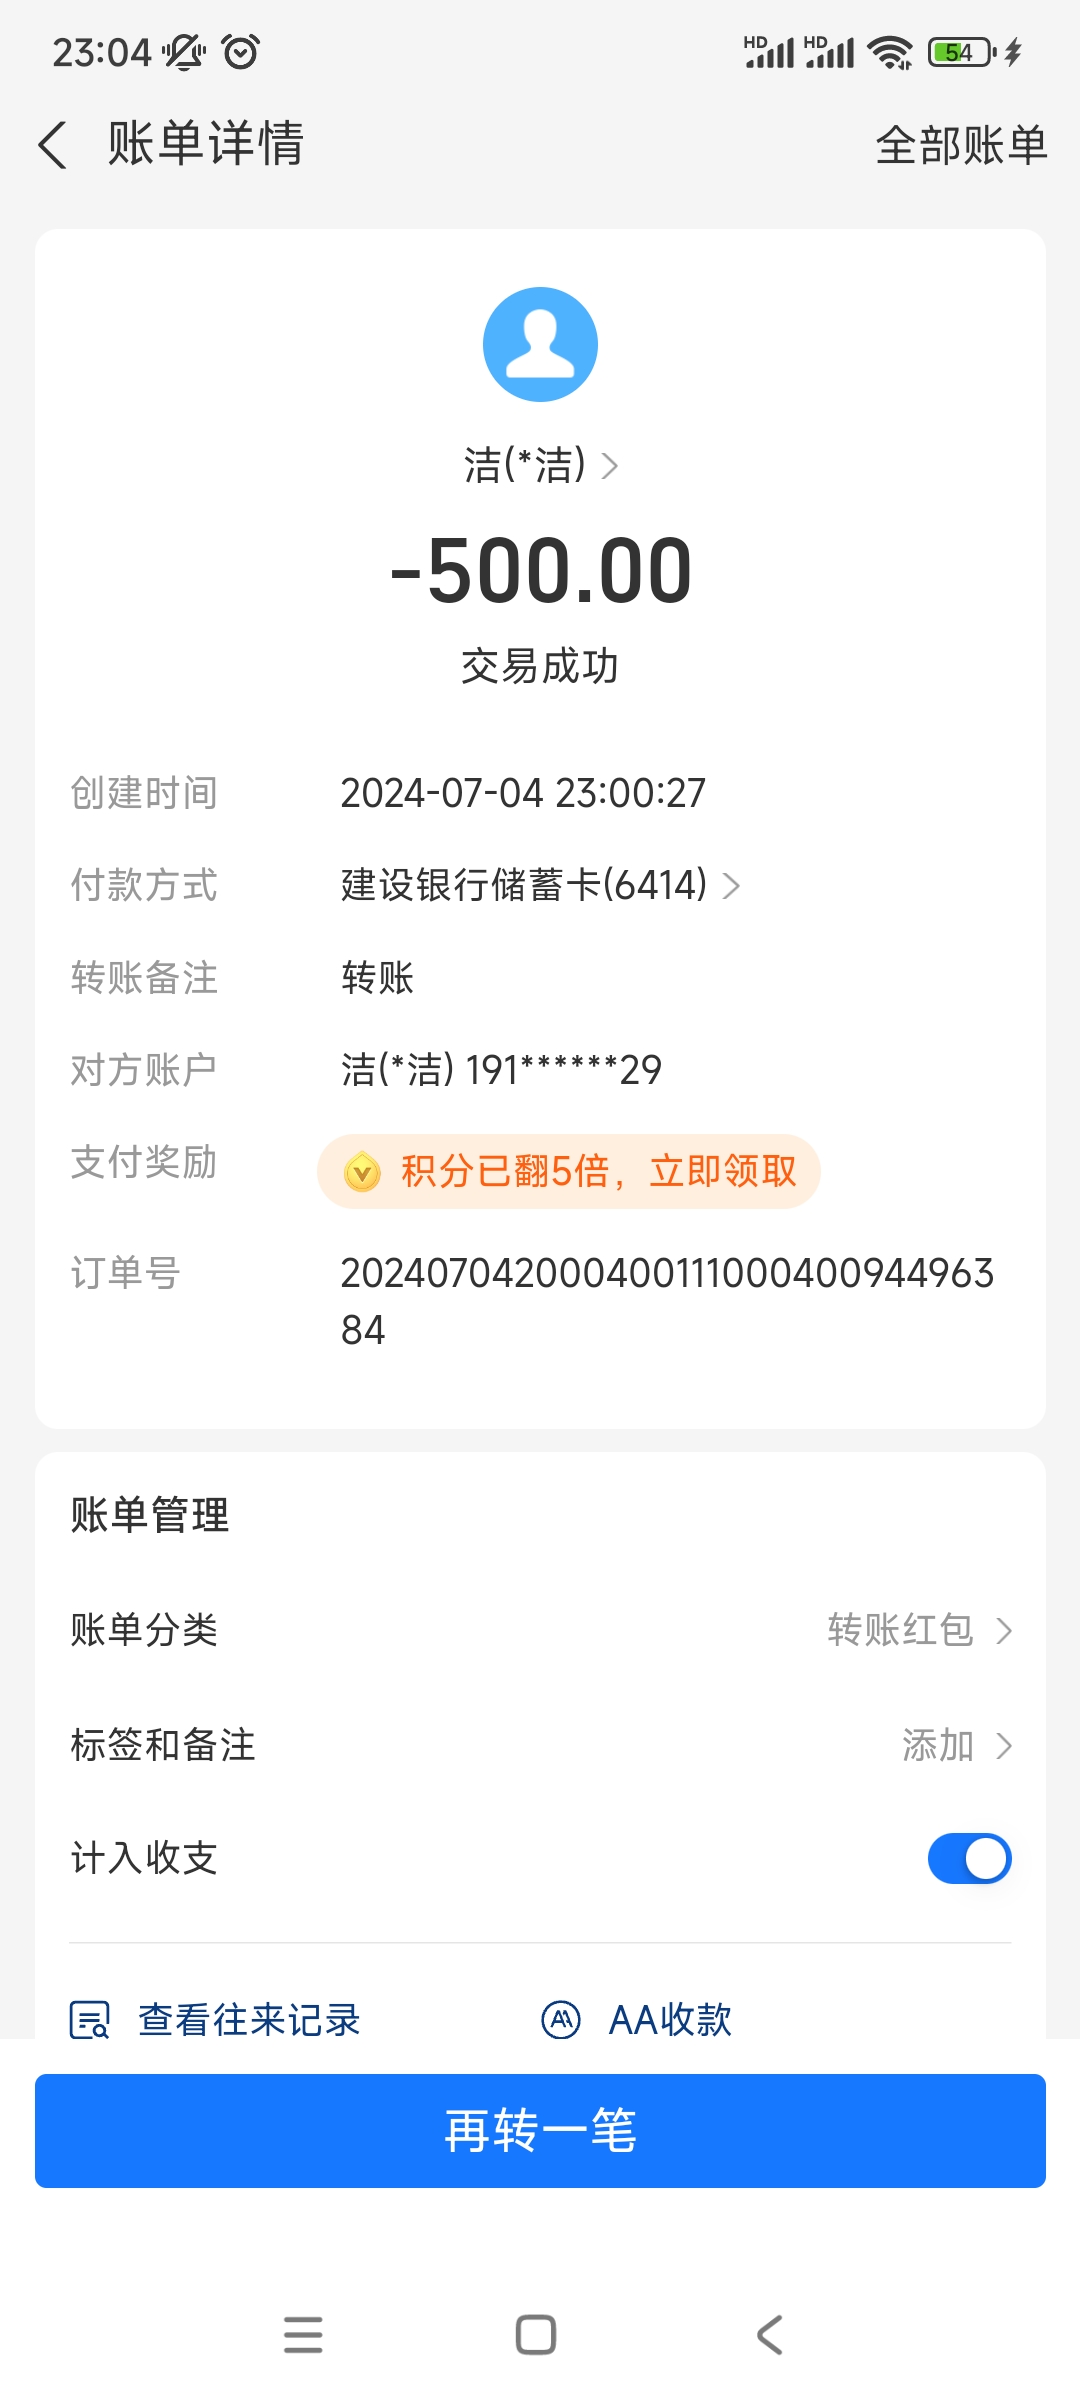 23:04 HD HD 54
账单详情 全部账单
洁(*洁)
-500.00
交易成功
创建时间 2024-07-04 23:00:27
付款方式 建设银行储蓄卡(6414)
转账备注 转账
对方账户 洁(*洁) 191******29
支付奖励 积分已翻5倍，立即领取
订单号 202407042000400111000400944963
84
账单管理
账单分类 转账红包
标签和备注 添加
计入收支
查看往来记录 AA收款
再转一笔